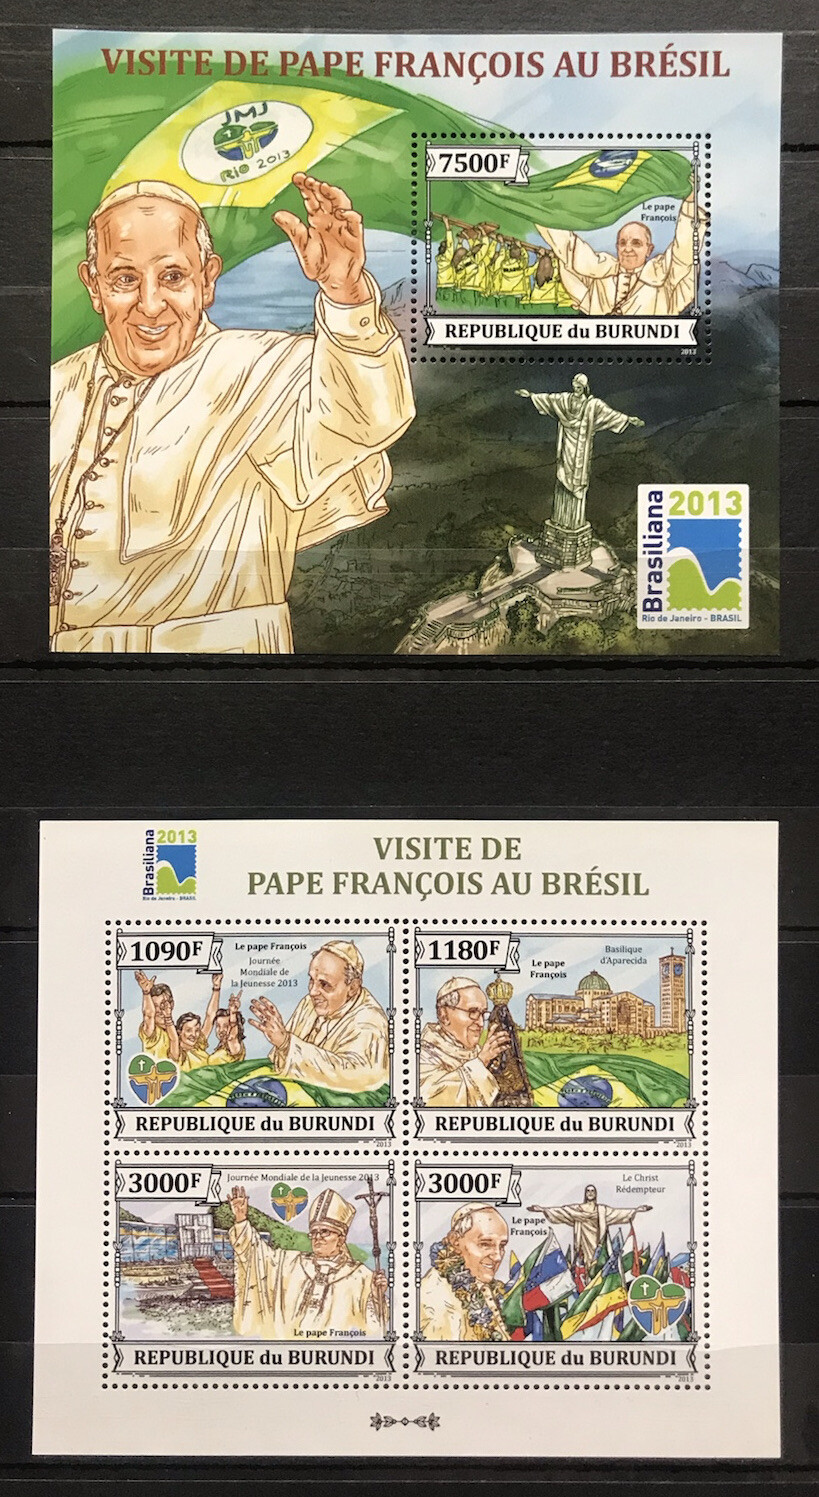 VISITE DE PAPE FRANÇOIS AU BRÉSIL
JMJ
RIO 2013
7500F
Le pape
François
REPUBLIQUE du BURUNDI
2013
Brasiliana 2013
Rio de Janeiro - BRASIL
Brasiliana 2013
Rio de Janeiro - BRASIL
VISITE DE
PAPE FRANÇOIS AU BRÉSIL
1090F
Le pape François
Journée
Mondiale de
la Jeunesse 2013
REPUBLIQUE du BURUNDI
2013
1180F
Le pape
François
Basilique
d'Aparecida
REPUBLIQUE du BURUNDI
2013
3000F
Journée Mondiale de la Jeunesse 2013
Le pape François
REPUBLIQUE du BURUNDI
2013
3000F
Le pape
François
Le Christ
Rédempteur
REPUBLIQUE du BURUNDI
2013